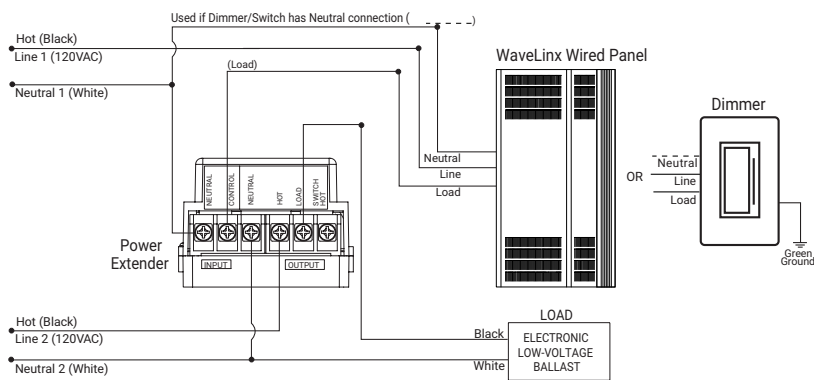 Used if Dimmer/Switch has Neutral connection ( _ _ _ _ _ _ )
Hot (Black)
Line 1 (120VAC)
Neutral 1 (White)
(Load)
WaveLinx Wired Panel
Neutral
Line
Load
OR
Dimmer
Neutral
Line
Load
Green
Ground
NEUTRAL
CONTROL
NEUTRAL
HOT
LOAD
SWITCH
HOT
Power
Extender
INPUT
OUTPUT
Hot (Black)
Line 2 (120VAC)
Neutral 2 (White)
LOAD
Black
White
ELECTRONIC
LOW-VOLTAGE
BALLAST